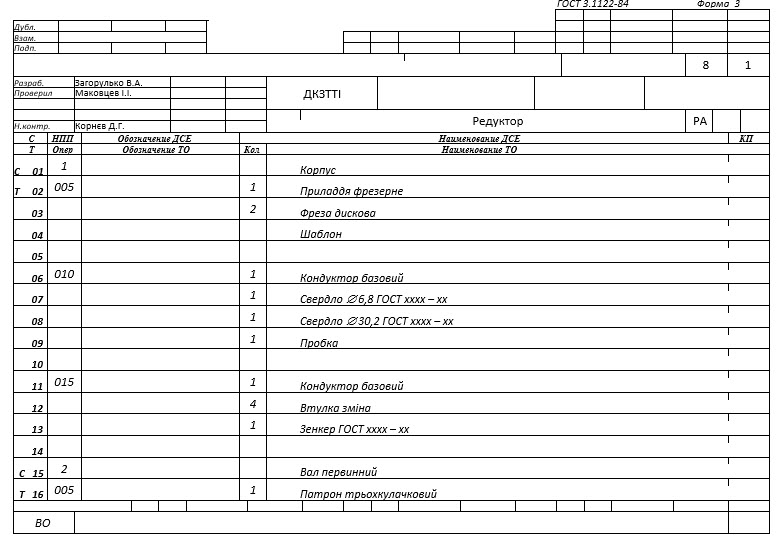 ГОСТ 3.1122-84 Форма 3
Дубл.
Взам.
Подп.
8 1
Разраб. Загорулько В.А.
Проверил Маковцев І.І.
ДКЗТТІ
Редуктор РА
Н.контр. Корнєв Д.Г.
С НПП Обозначение ДСЕ Наименование ДСЕ КП
Т Опер Обозначение ТО Кол Наименование ТО
С 01 1 Корпус
Т 02 005 1 Приладдя фрезерне
03 2 Фреза дискова
04 Шаблон
05
06 010 1 Кондуктор базовий
07 1 Свердло ∅6,8 ГОСТ хххх – хх
08 1 Свердло ∅30,2 ГОСТ хххх – хх
09 1 Пробка
10
11 015 1 Кондуктор базовий
12 4 Втулка зміна
13 1 Зенкер ГОСТ хххх – хх
14
С 15 2 Вал первинний
Т 16 005 1 Патрон трьохкулачковий
ВО